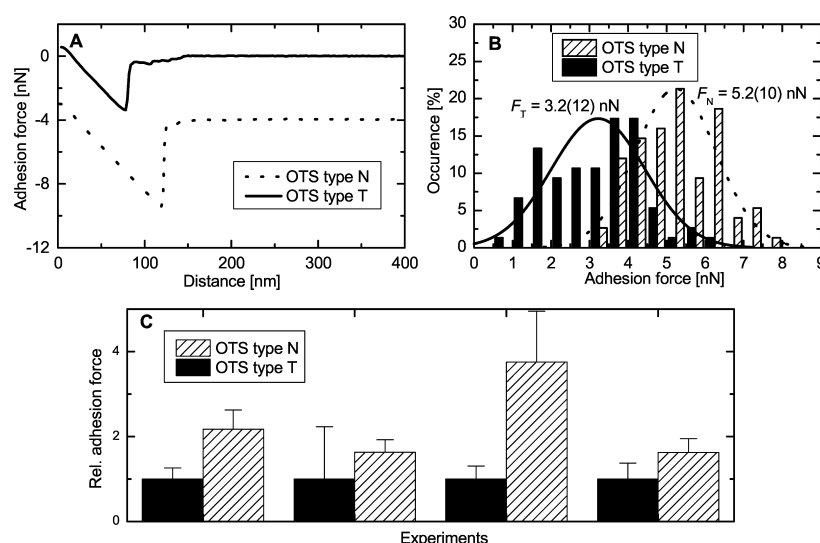 A
0
-4
-8
-12
0
100
200
300
400
Adhesion force [nN]
Distance [nm]
OTS type N
OTS type T
B
30
25
20
15
10
5
0
0
1
2
3
4
5
6
7
8
9
Occurence [%]
Adhesion force [nN]
OTS type N
OTS type T
FT = 3.2(12) nN
FN = 5.2(10) nN
C
4
2
0
Rel. adhesion force
Experiments
OTS type N
OTS type T